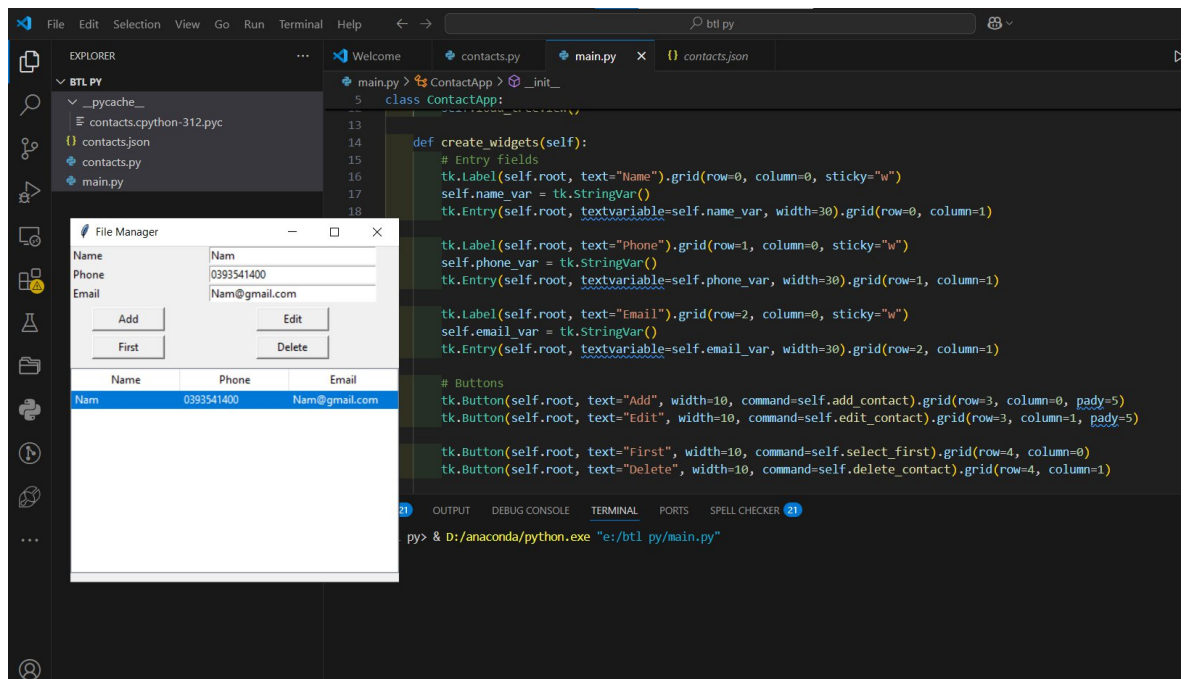 File Edit Selection View Go Run Terminal Help
btl py
EXPLORER
Welcome
contacts.py
main.py
contacts.json
BTL PY
main.py > ContactApp > __init__
__pycache__
contacts.cpython-312.pyc
contacts.json
contacts.py
main.py
5 class ContactApp:
13
14 def create_widgets(self):
15 # Entry fields
16 tk.Label(self.root, text="Name").grid(row=0, column=0, sticky="w")
17 self.name_var = tk.StringVar()
18 tk.Entry(self.root, textvariable=self.name_var, width=30).grid(row=0, column=1)
tk.Label(self.root, text="Phone").grid(row=1, column=0, sticky="w")
self.phone_var = tk.StringVar()
tk.Entry(self.root, textvariable=self.phone_var, width=30).grid(row=1, column=1)
tk.Label(self.root, text="Email").grid(row=2, column=0, sticky="w")
self.email_var = tk.StringVar()
tk.Entry(self.root, textvariable=self.email_var, width=30).grid(row=2, column=1)
# Buttons
tk.Button(self.root, text="Add", width=10, command=self.add_contact).grid(row=3, column=0, pady=5)
tk.Button(self.root, text="Edit", width=10, command=self.edit_contact).grid(row=3, column=1, pady=5)
tk.Button(self.root, text="First", width=10, command=self.select_first).grid(row=4, column=0)
tk.Button(self.root, text="Delete", width=10, command=self.delete_contact).grid(row=4, column=1)
File Manager
Name Nam
Phone 0393541400
Email Nam@gmail.com
Add Edit
First Delete
Name Phone Email
Nam 0393541400 Nam@gmail.com
21 OUTPUT DEBUG CONSOLE TERMINAL PORTS SPELL CHECKER 21
py> & D:/anaconda/python.exe "e:/btl py/main.py"